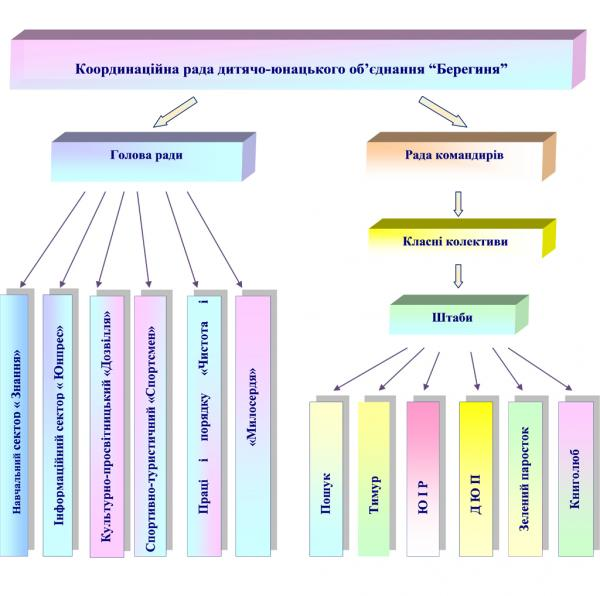 Координаційна рада дитячо-юнацького об’єднання “Берегиня”
Голова ради
Рада командирів
Класні колективи
Штаби
Навчальний сектор « Знання»
Інформаційний сектор « Юнпрес»
Культурно-просвітницький «Дозвілля»
Спортивно-туристичний «Спортсмен»
Праці і порядку «Чистота і
«Милосердя»
Пошук
Тимур
Ю І Р
Д Ю П
Зелений паросток
Книголюб